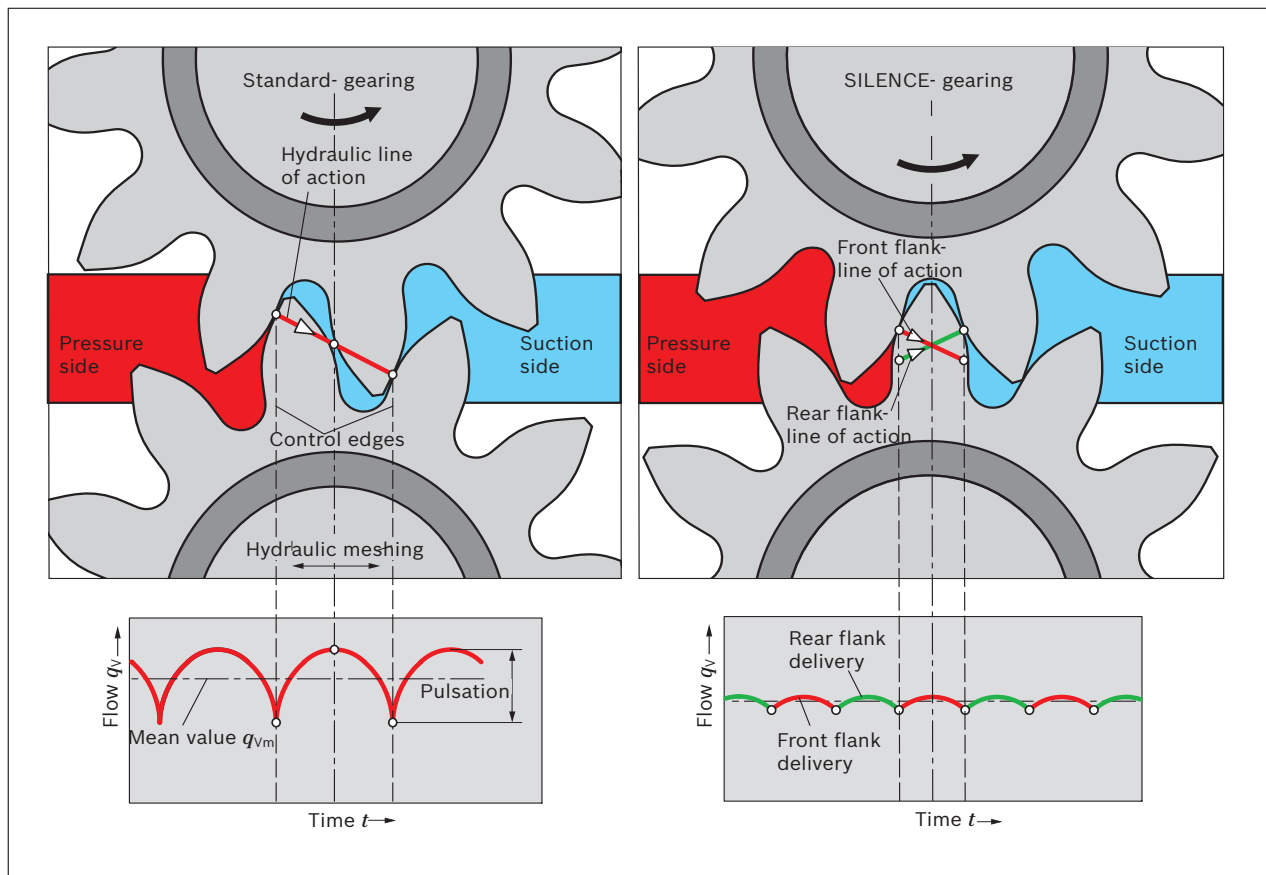 Standard- gearing
Hydraulic line
of action
Pressure
side
Suction
side
Control edges
Hydraulic meshing
Flow qV
Pulsation
Mean value qVm
Time t
SILENCE- gearing
Front flank-
line of action
Pressure
side
Suction
side
Rear flank-
line of action
Flow qV
Rear flank
delivery
Front flank
delivery
Time t